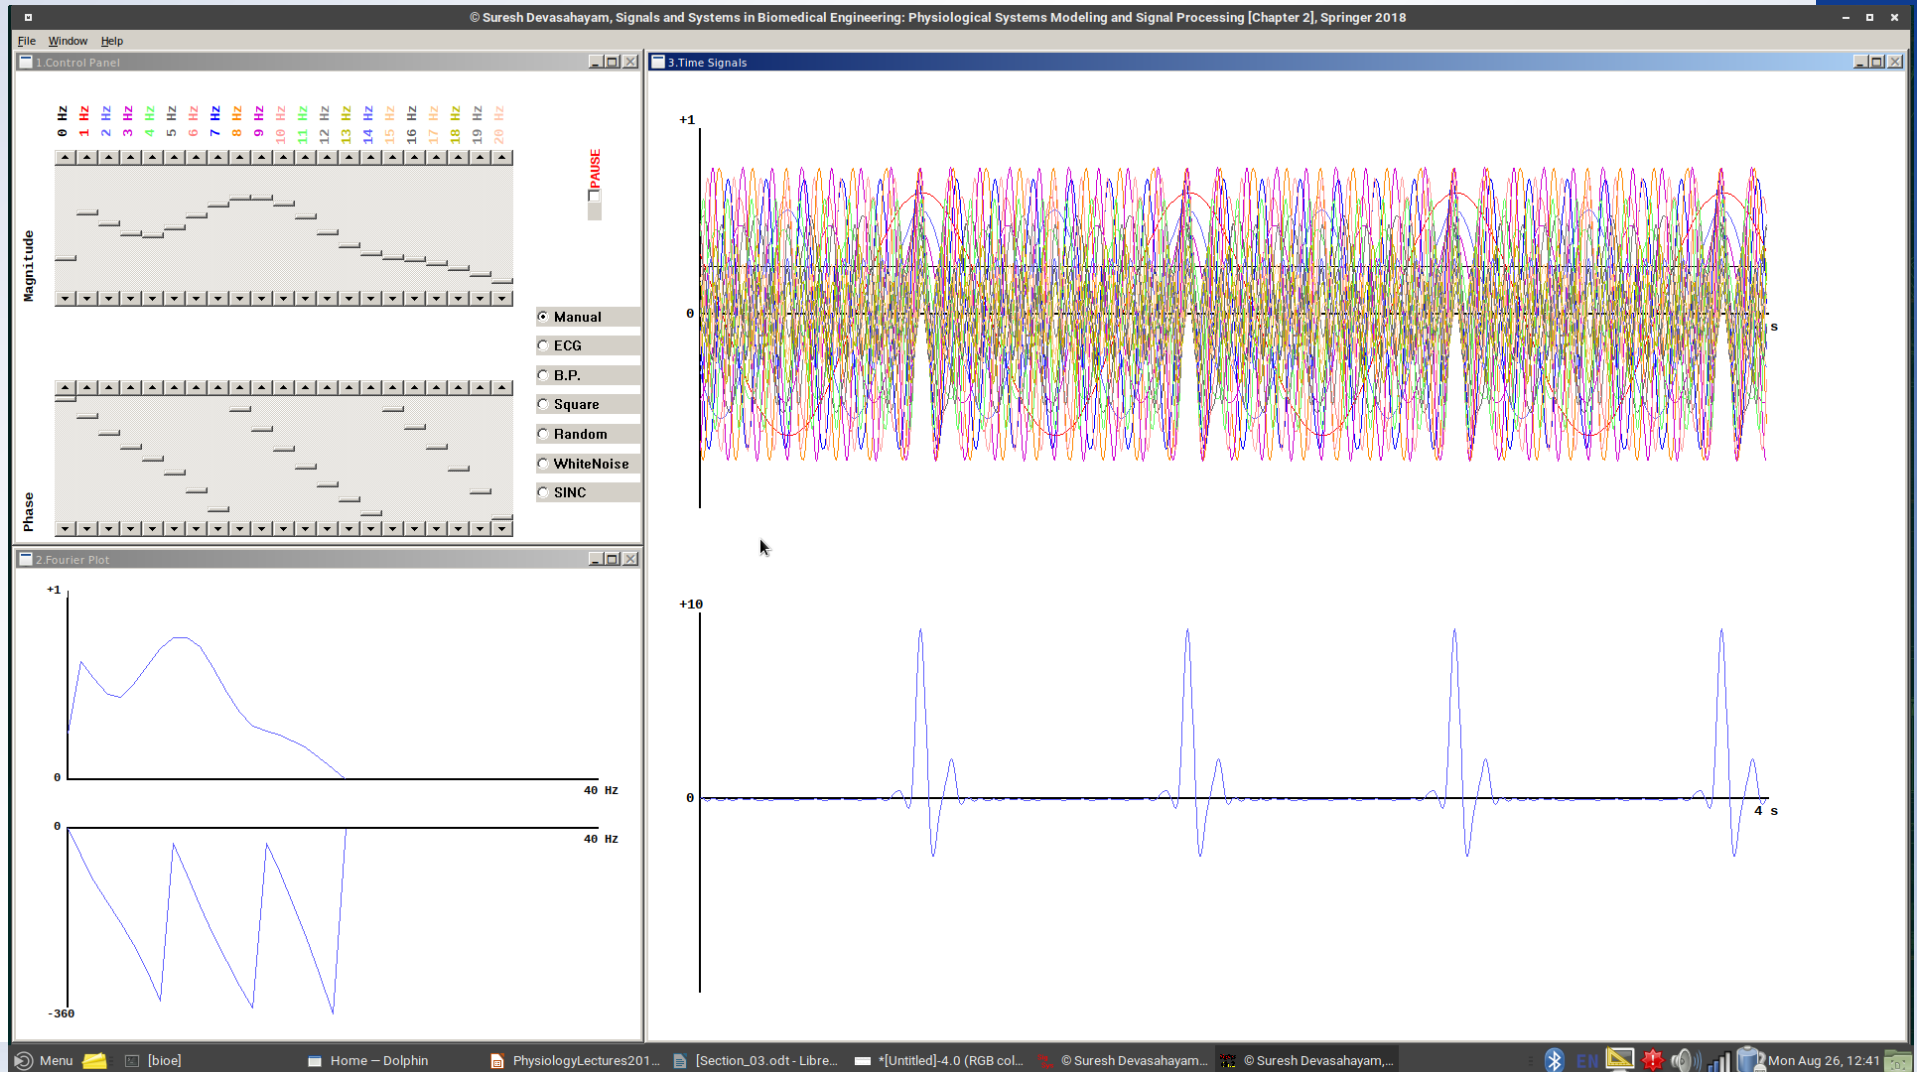 © Suresh Devasahayam, Signals and Systems in Biomedical Engineering: Physiological Systems Modeling and Signal Processing [Chapter 2], Springer 2018
File Window Help
1.Control Panel
0 Hz 1 Hz 2 Hz 3 Hz 4 Hz 5 Hz 6 Hz 7 Hz 8 Hz 9 Hz 10 Hz 11 Hz 12 Hz 13 Hz 14 Hz 15 Hz 16 Hz 17 Hz 18 Hz 19 Hz 20 Hz
PAUSE
Magnitude
Manual
ECG
B.P.
Square
Random
WhiteNoise
SINC
Phase
2.Fourier Plot
+1
0
40 Hz
0
40 Hz
-360
3.Time Signals
+1
0
s
+10
0
4 s
Menu
[bioe]
Home — Dolphin
PhysiologyLectures201...
[Section_03.odt - Libre...
*[Untitled]-4.0 (RGB col...
© Suresh Devasahayam...
© Suresh Devasahayam,...
EN
Mon Aug 26, 12:41